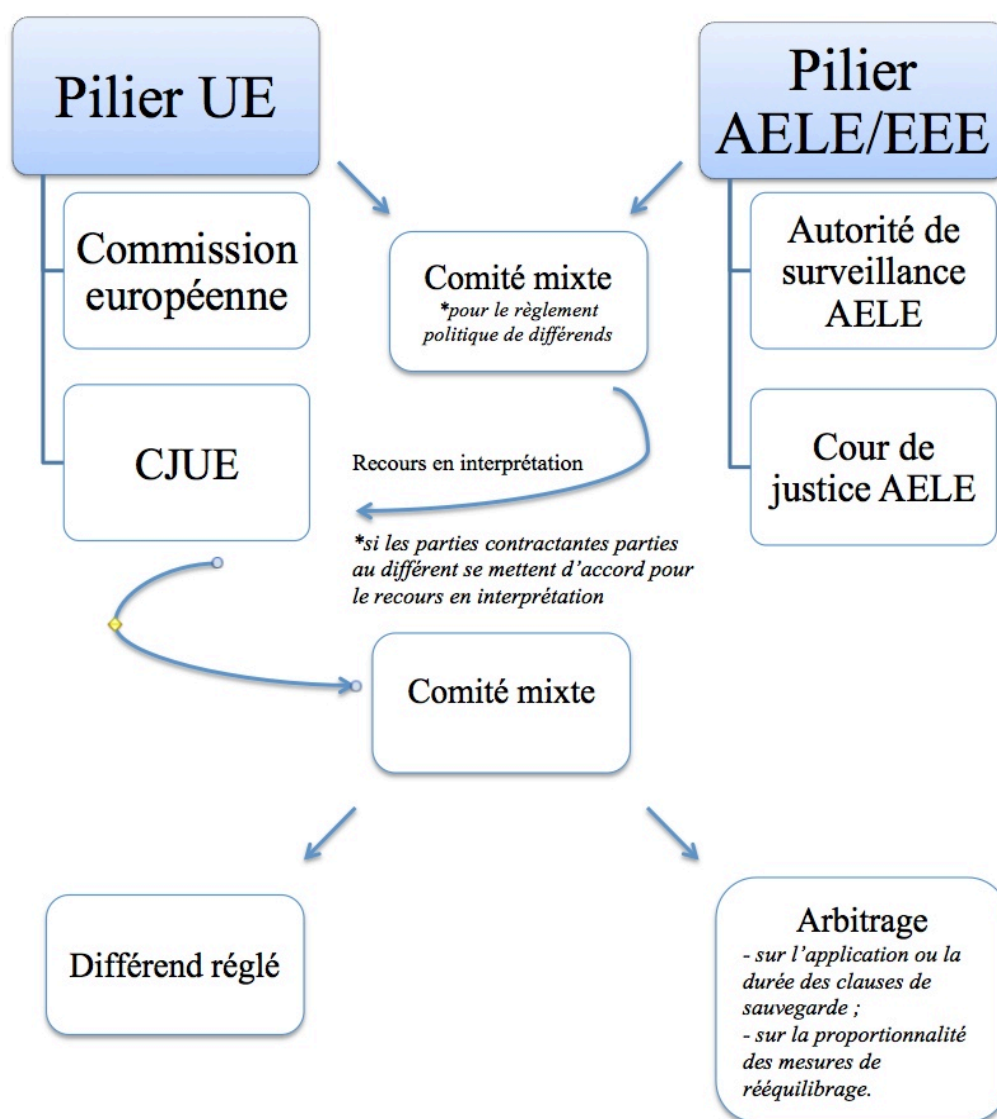 Pilier UE
Pilier
AELE/EEE
Commission
européenne
Comité mixte
*pour le règlement
politique de différends
Autorité de
surveillance
AELE
CJUE
Recours en interprétation
Cour de
justice AELE
*si les parties contractantes parties
au différent se mettent d’accord pour
le recours en interprétation
Comité mixte
Différend réglé
Arbitrage
- sur l’application ou la
durée des clauses de
sauvegarde ;
- sur la proportionnalité
des mesures de
rééquilibrage.